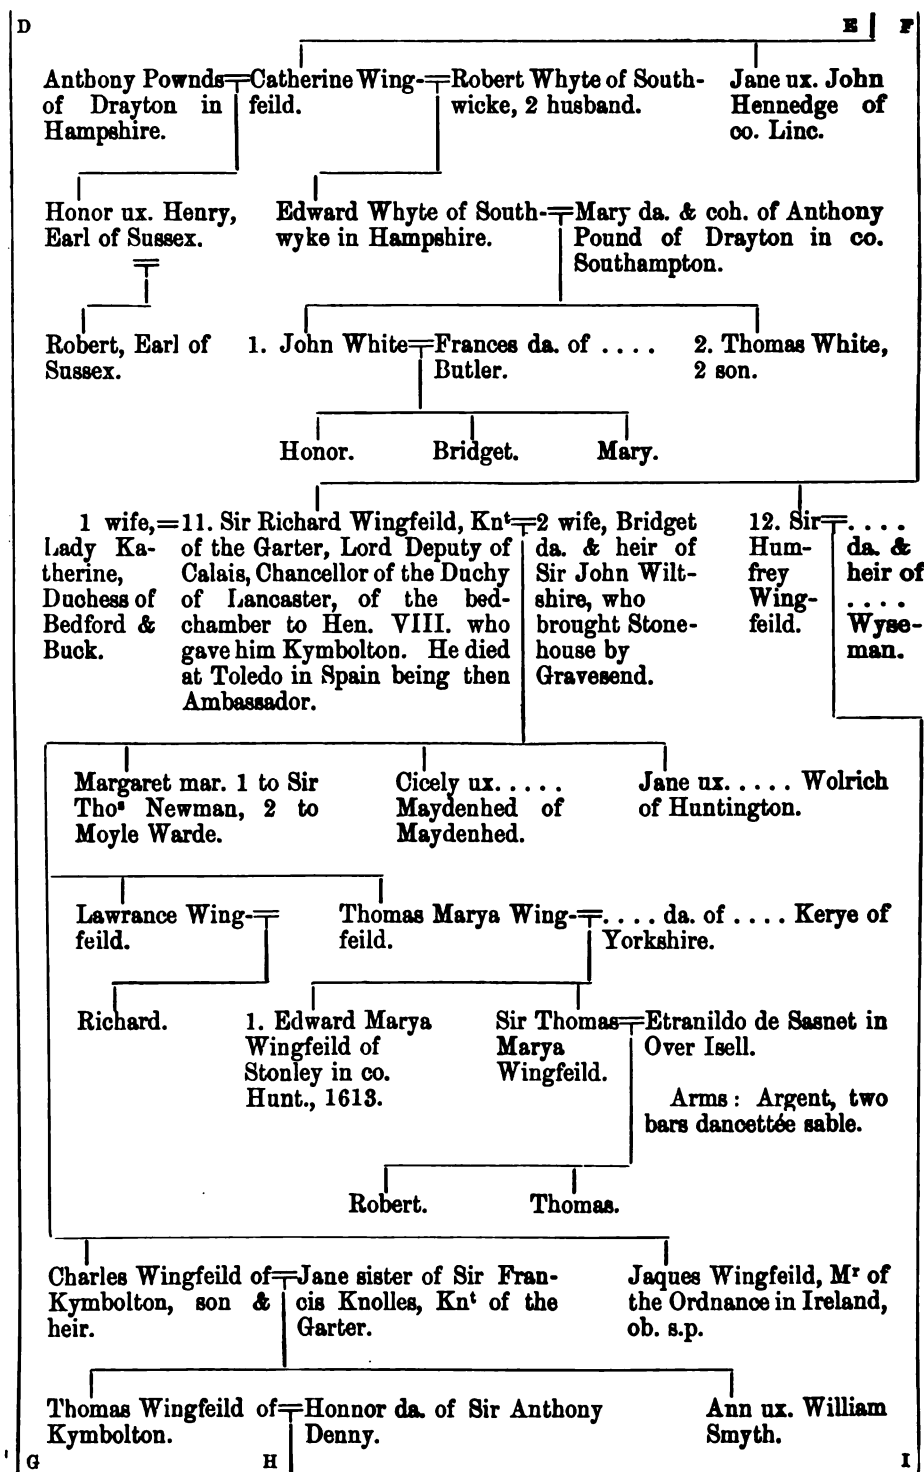 D E F
Anthony Pownds
of Drayton in
Hampshire.
Catherine Wing-
feild.
Robert Whyte of South-
wicke, 2 husband.
Jane ux. John
Hennedge of
co. Linc.
Honor ux. Henry,
Earl of Sussex.
Edward Whyte of South-
wyke in Hampshire.
Mary da. & coh. of Anthony
Pound of Drayton in co.
Southampton.
Robert, Earl of
Sussex.
1. John White
Frances da. of ....
Butler.
2. Thomas White,
2 son.
Honor.
Bridget.
Mary.
1 wife,
Lady Ka-
therine,
Duchess of
Bedford &
Buck.
11. Sir Richard Wingfeild, Knᵗ
of the Garter, Lord Deputy of
Calais, Chancellor of the Duchy
of Lancaster, of the bed-
chamber to Hen. VIII. who
gave him Kymbolton. He died
at Toledo in Spain being then
Ambassador.
2 wife, Bridget
da. & heir of
Sir John Wilt-
shire, who
brought Stone-
house by
Gravesend.
12. Sir
Hum-
frey
Wing-
feild.
....
da. &
heir of
....
Wyse-
man.
Margaret mar. 1 to Sir
Thoˢ Newman, 2 to
Moyle Warde.
Cicely ux.....
Maydenhed of
Maydenhed.
Jane ux..... Wolrich
of Huntington.
Lawrance Wing-
feild.
Thomas Marya Wing-
feild.
.... da. of .... Kerye of
Yorkshire.
Richard.
1. Edward Marya
Wingfeild of
Stonley in co.
Hunt., 1613.
Sir Thomas
Marya
Wingfeild.
Etranildo de Sasnet in
Over Isell.
Arms: Argent, two
bars dancettée sable.
Robert.
Thomas.
Charles Wingfeild of
Kymbolton, son &
heir.
Jane sister of Sir Fran-
cis Knolles, Knᵗ of the
Garter.
Jaques Wingfeild, Mʳ of
the Ordnance in Ireland,
ob. s.p.
Thomas Wingfeild of
Kymbolton.
Honnor da. of Sir Anthony
Denny.
Ann ux. William
Smyth.
G H I